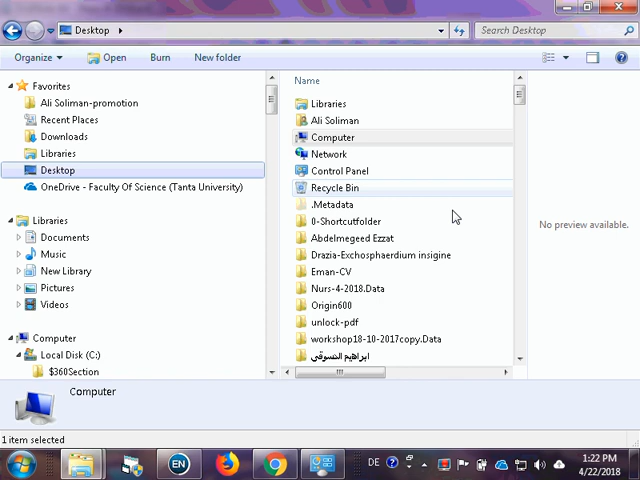 Desktop
Search Desktop
Organize
Open
Burn
New folder
Favorites
Ali Soliman-promotion
Recent Places
Downloads
Libraries
Desktop
OneDrive - Faculty Of Science (Tanta University)
Libraries
Documents
Music
New Library
Pictures
Videos
Computer
Local Disk (C:)
$360Section
Name
Libraries
Ali Soliman
Computer
Network
Control Panel
Recycle Bin
.Metadata
0-Shortcutfolder
Abdelmegeed Ezzat
Drazia-Exchosphaerdium insigine
Eman-CV
Nurs-4-2018.Data
Origin600
unlock-pdf
workshop18-10-2017copy.Data
ابراهيم الدسوقي
No preview available.
Computer
1 item selected
EN
DE
1:22 PM
4/22/2018